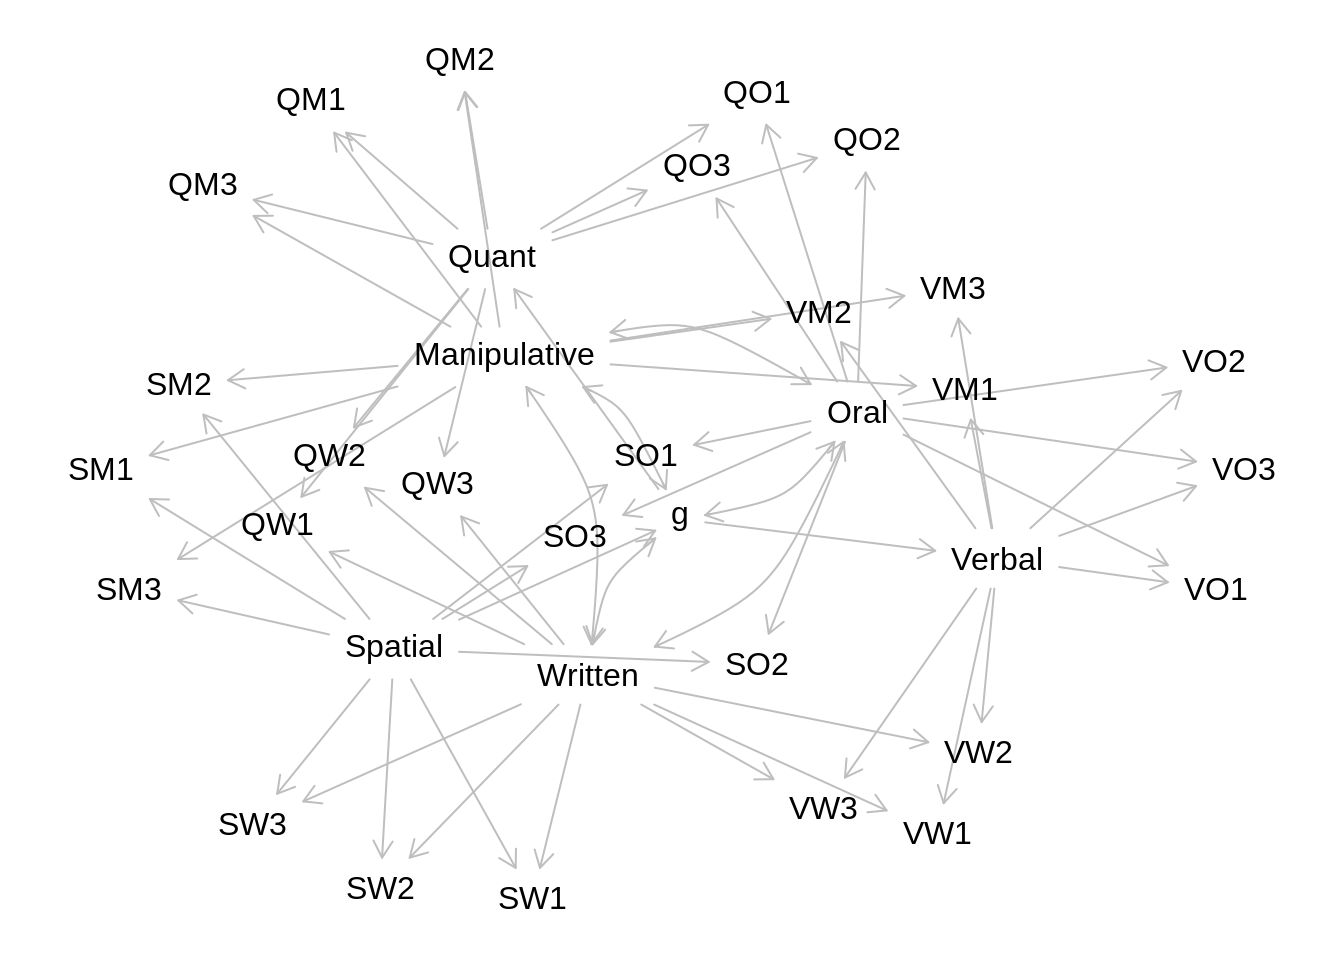 QM2
QM1
QO1
QO2
QO3
QM3
Quant
VM3
VM2
Manipulative
VO2
SM2
VM1
Oral
QW2
SO1
SM1
VO3
QW3
g
QW1
SO3
Verbal
SM3
VO1
Spatial
SO2
Written
VW2
VW3
SW3
VW1
SW2
SW1